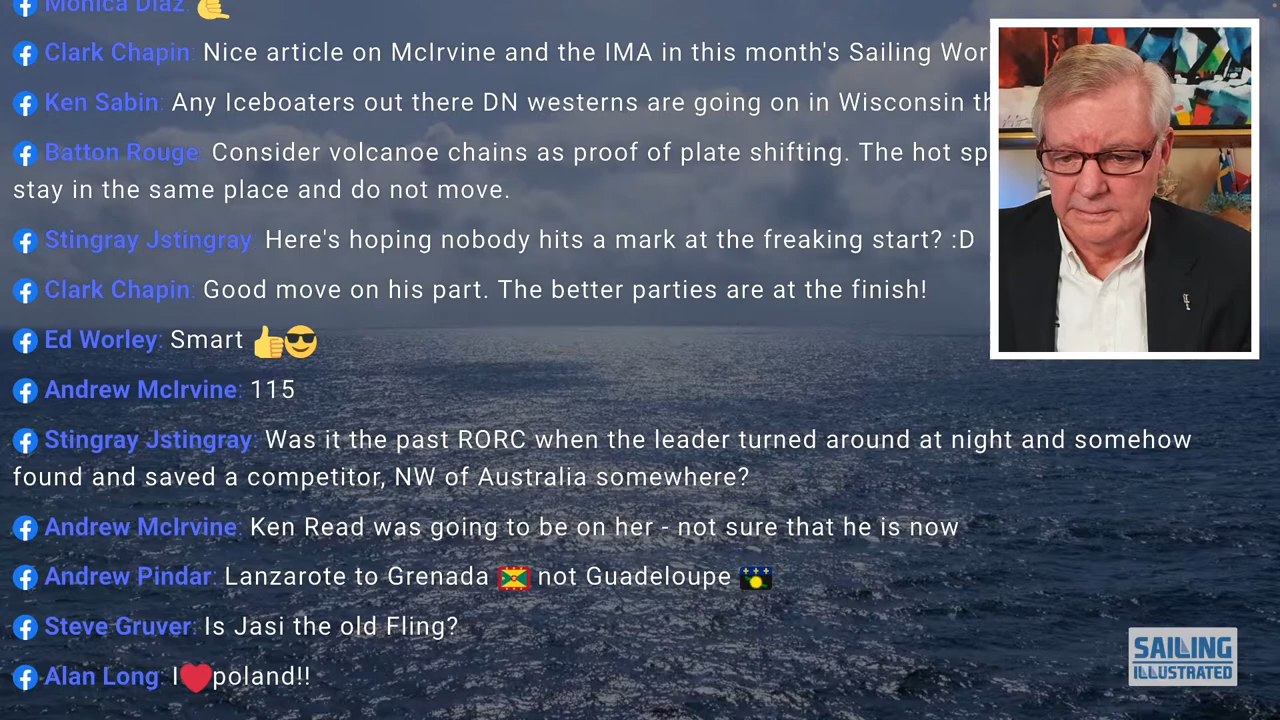 Monica Diaz: 🤙
Clark Chapin: Nice article on McIrvine and the IMA in this month's Sailing
Ken Sabin: Any Iceboaters out there DN westerns are going on in Wisconsin
Batton Rouge: Consider volcanoe chains as proof of plate shifting. The hot
stay in the same place and do not move.
Stingray Jstingray: Here's hoping nobody hits a mark at the freaking start? :D
Clark Chapin: Good move on his part. The better parties are at the finish!
Ed Worley: Smart 👍😎
Andrew McIrvine: 115
Stingray Jstingray: Was it the past RORC when the leader turned around at night and somehow
found and saved a competitor, NW of Australia somewhere?
Andrew McIrvine: Ken Read was going to be on her - not sure that he is now
Andrew Pindar: Lanzarote to Grenada 🇬🇩 not Guadeloupe 🇬🇵
Steve Gruver: Is Jasi the old Fling?
Alan Long: I❤️poland!!
SAILING
ILLUSTRATED